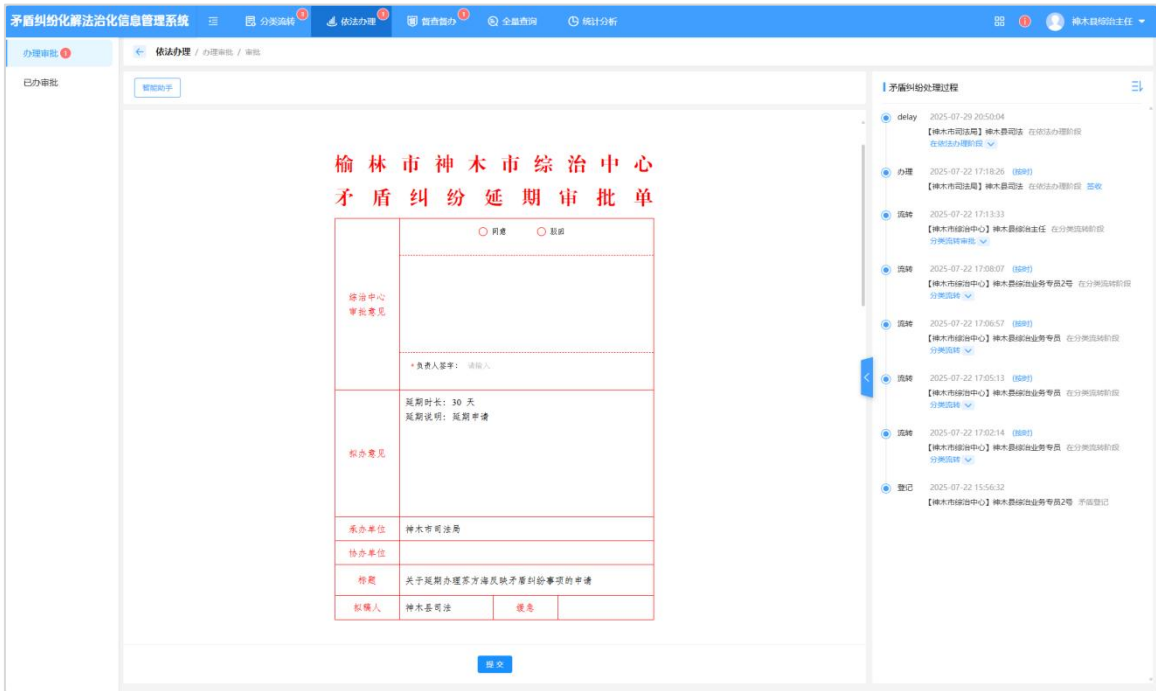 矛盾纠纷化解法治化信息管理系统
分类流转
依法办理
督查督办
全量查询
统计分析
神木县综治主任
办理审批
已办审批
依法办理 / 办理审批 / 审批
智能助手
榆林市神木市综治中心
矛盾纠纷延期审批单
综治中心
审批意见
同意 驳回
*负责人签字： 请输入
拟办意见
延期时长：30 天
延期说明：延期申请
承办单位 神木市司法局
协办单位
标题 关于延期办理苏方海反映矛盾纠纷事项的申请
拟稿人 神木县司法 缓急
提交
矛盾纠纷处理过程
delay 2025-07-29 20:50:04
【神木市司法局】神木县司法 在依法办理阶段
在依法办理阶段
办理 2025-07-22 17:18:26 (按时)
【神木市司法局】神木县司法 在依法办理阶段 签收
流转 2025-07-22 17:13:33
【神木市综治中心】神木县综治主任 在分类流转阶段
分类流转审批
流转 2025-07-22 17:08:07 (按时)
【神木市综治中心】神木县综治业务专员2号 在分类流转阶段
分类流转
流转 2025-07-22 17:06:57 (按时)
【神木市综治中心】神木县综治业务专员 在分类流转阶段
分类流转
流转 2025-07-22 17:05:13 (按时)
【神木市综治中心】神木县综治业务专员 在分类流转阶段
分类流转
流转 2025-07-22 17:02:14 (按时)
【神木市综治中心】神木县综治业务专员 在分类流转阶段
分类流转
登记 2025-07-22 15:56:32
【神木市综治中心】神木县综治业务专员2号 矛盾登记